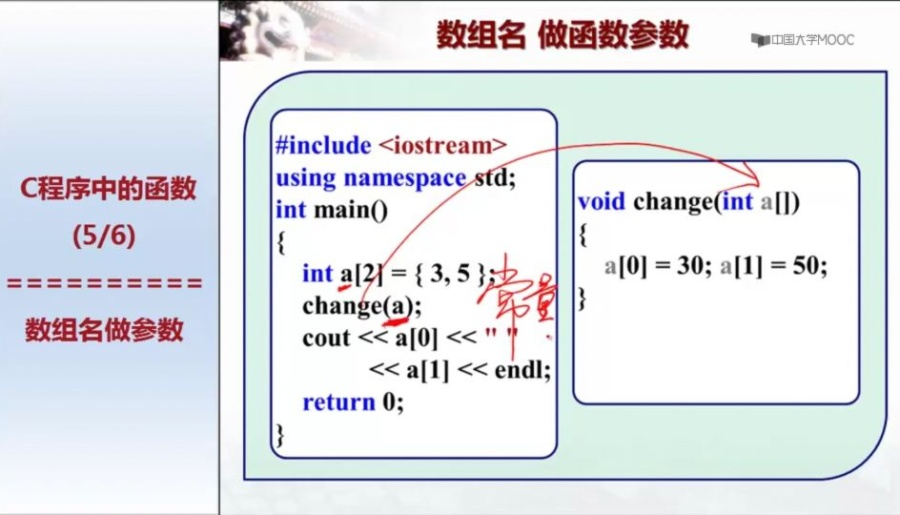 数组名 做函数参数
中国大学MOOC
C程序中的函数
(5/6)
==========
数组名做参数
#include <iostream>
using namespace std;
int main()
{
int a[2] = { 3, 5 };
change(a);
cout << a[0] << " "
<< a[1] << endl;
return 0;
}
常量
void change(int a[])
{
a[0] = 30; a[1] = 50;
}